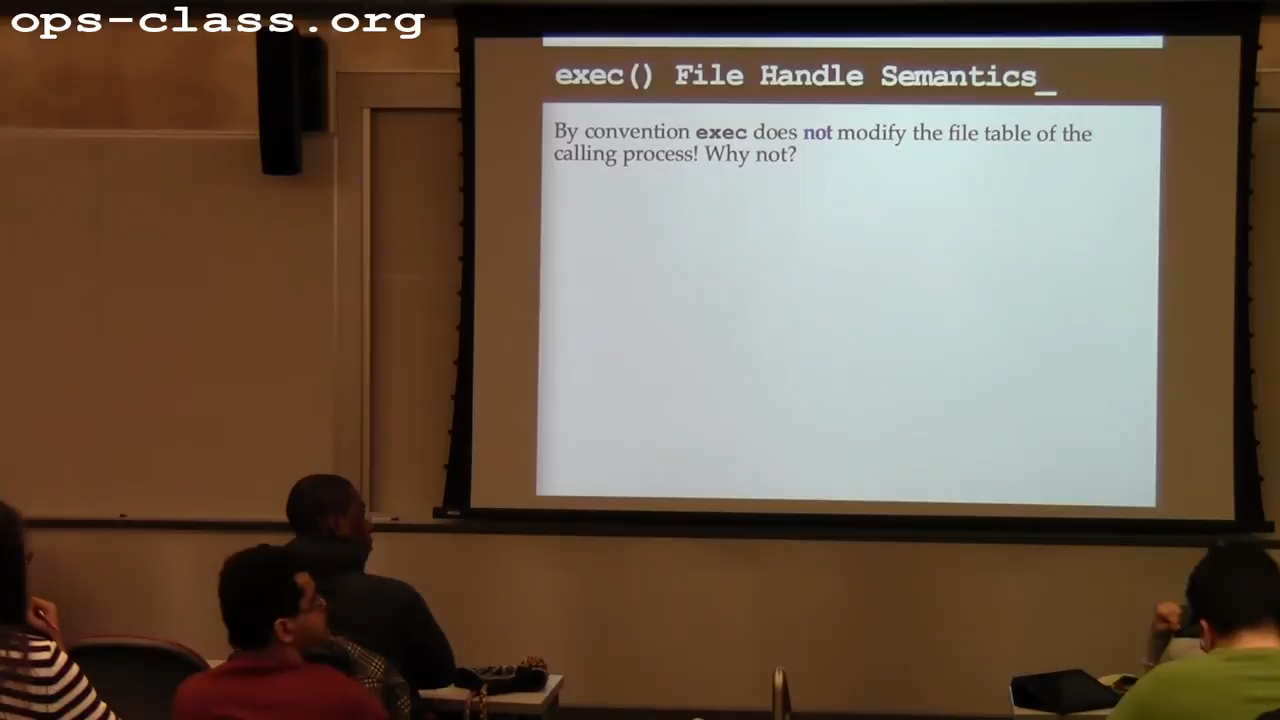 ops-class.org
exec() File Handle Semantics_
By convention exec does not modify the file table of the
calling process! Why not?